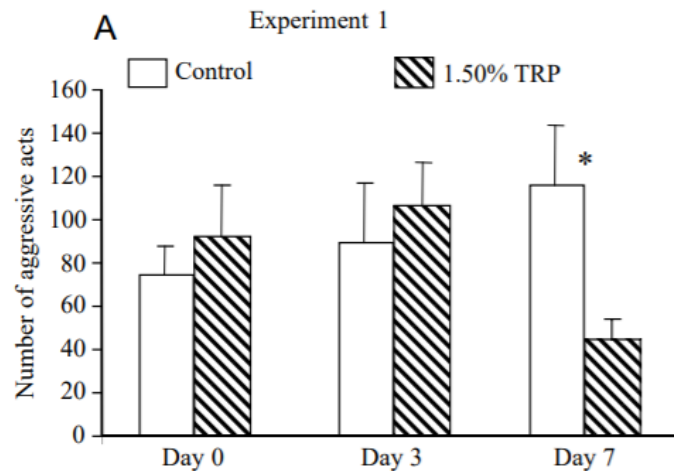 A
Experiment 1
Control
1.50% TRP
Number of aggressive acts
160
140
120
100
80
60
40
20
0
*
Day 0
Day 3
Day 7